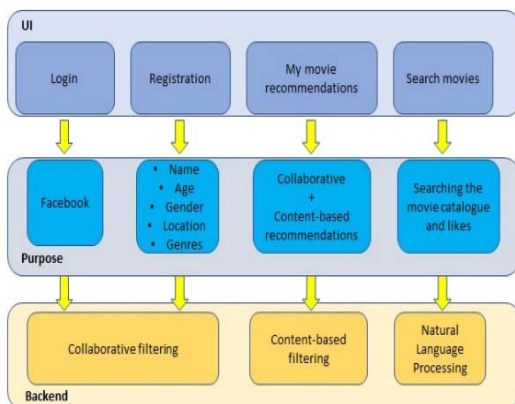 UI
Login
Registration
My movie
recommendations
Search movies
Facebook
• Name
• Age
• Gender
• Location
• Genres
Collaborative
+
Content-based
recommendations
Searching the
movie catalogue
and likes
Purpose
Collaborative filtering
Content-based
filtering
Natural
Language
Processing
Backend